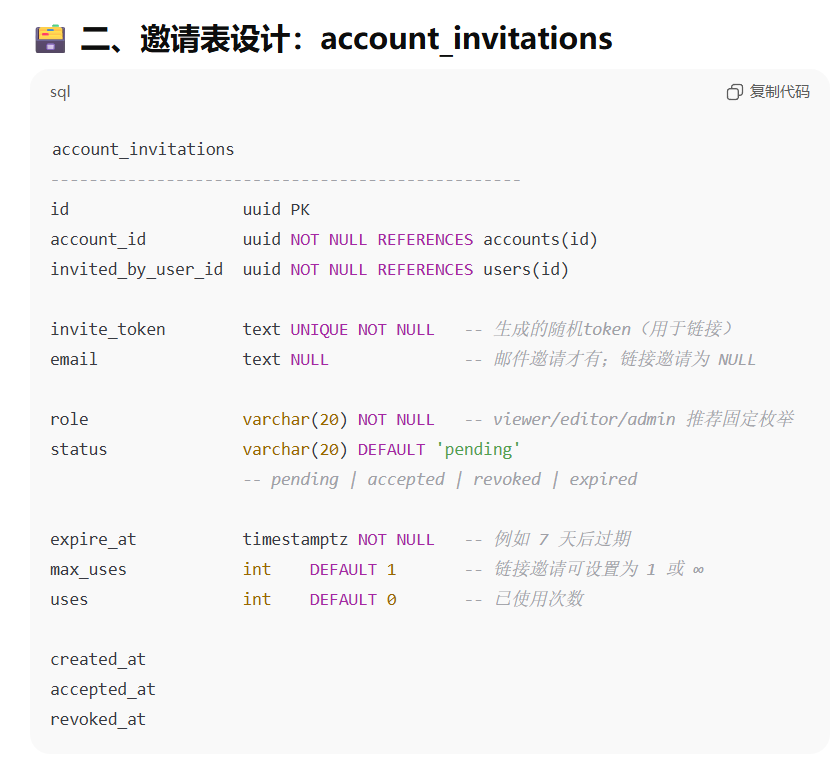 二、邀请表设计：account_invitations
sql
复制代码
account_invitations
-------------------------------------------------
id                  uuid PK
account_id          uuid NOT NULL REFERENCES accounts(id)
invited_by_user_id  uuid NOT NULL REFERENCES users(id)
invite_token        text UNIQUE NOT NULL   -- 生成的随机token（用于链接）
email               text NULL              -- 邮件邀请才有；链接邀请为 NULL
role                varchar(20) NOT NULL   -- viewer/editor/admin 推荐固定枚举
status              varchar(20) DEFAULT 'pending'
                    -- pending | accepted | revoked | expired
expire_at           timestamptz NOT NULL   -- 例如 7 天后过期
max_uses            int    DEFAULT 1       -- 链接邀请可设置为 1 或 ∞
uses                int    DEFAULT 0       -- 已使用次数
created_at
accepted_at
revoked_at